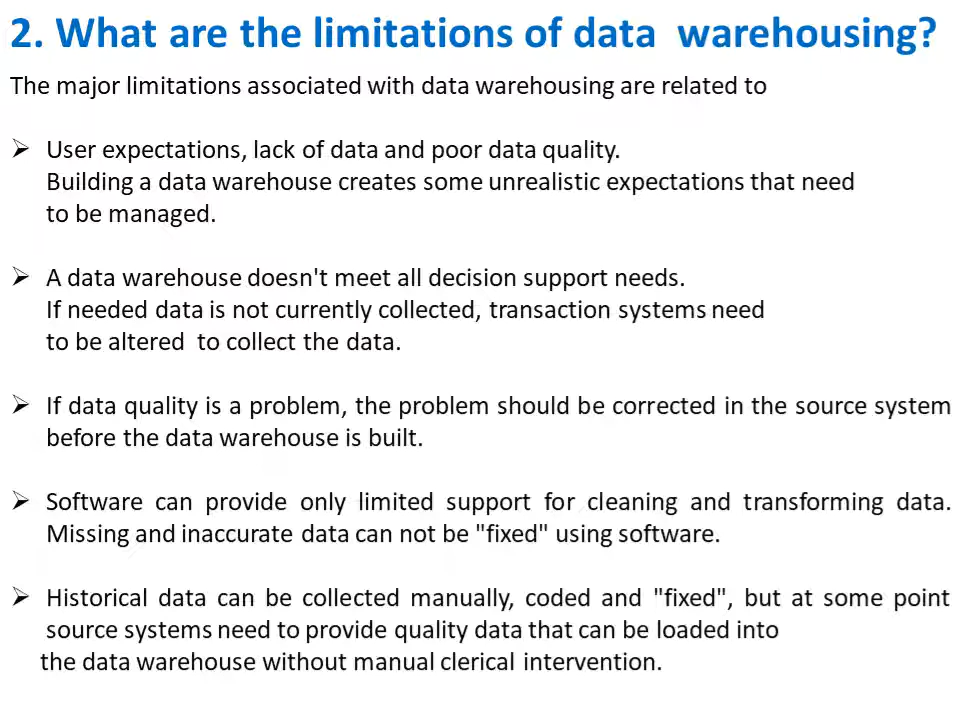 2. What are the limitations of data warehousing?
The major limitations associated with data warehousing are related to
➢ User expectations, lack of data and poor data quality.
Building a data warehouse creates some unrealistic expectations that need
to be managed.
➢ A data warehouse doesn't meet all decision support needs.
If needed data is not currently collected, transaction systems need
to be altered to collect the data.
➢ If data quality is a problem, the problem should be corrected in the source system
before the data warehouse is built.
➢ Software can provide only limited support for cleaning and transforming data.
Missing and inaccurate data can not be "fixed" using software.
➢ Historical data can be collected manually, coded and "fixed", but at some point
source systems need to provide quality data that can be loaded into
the data warehouse without manual clerical intervention.